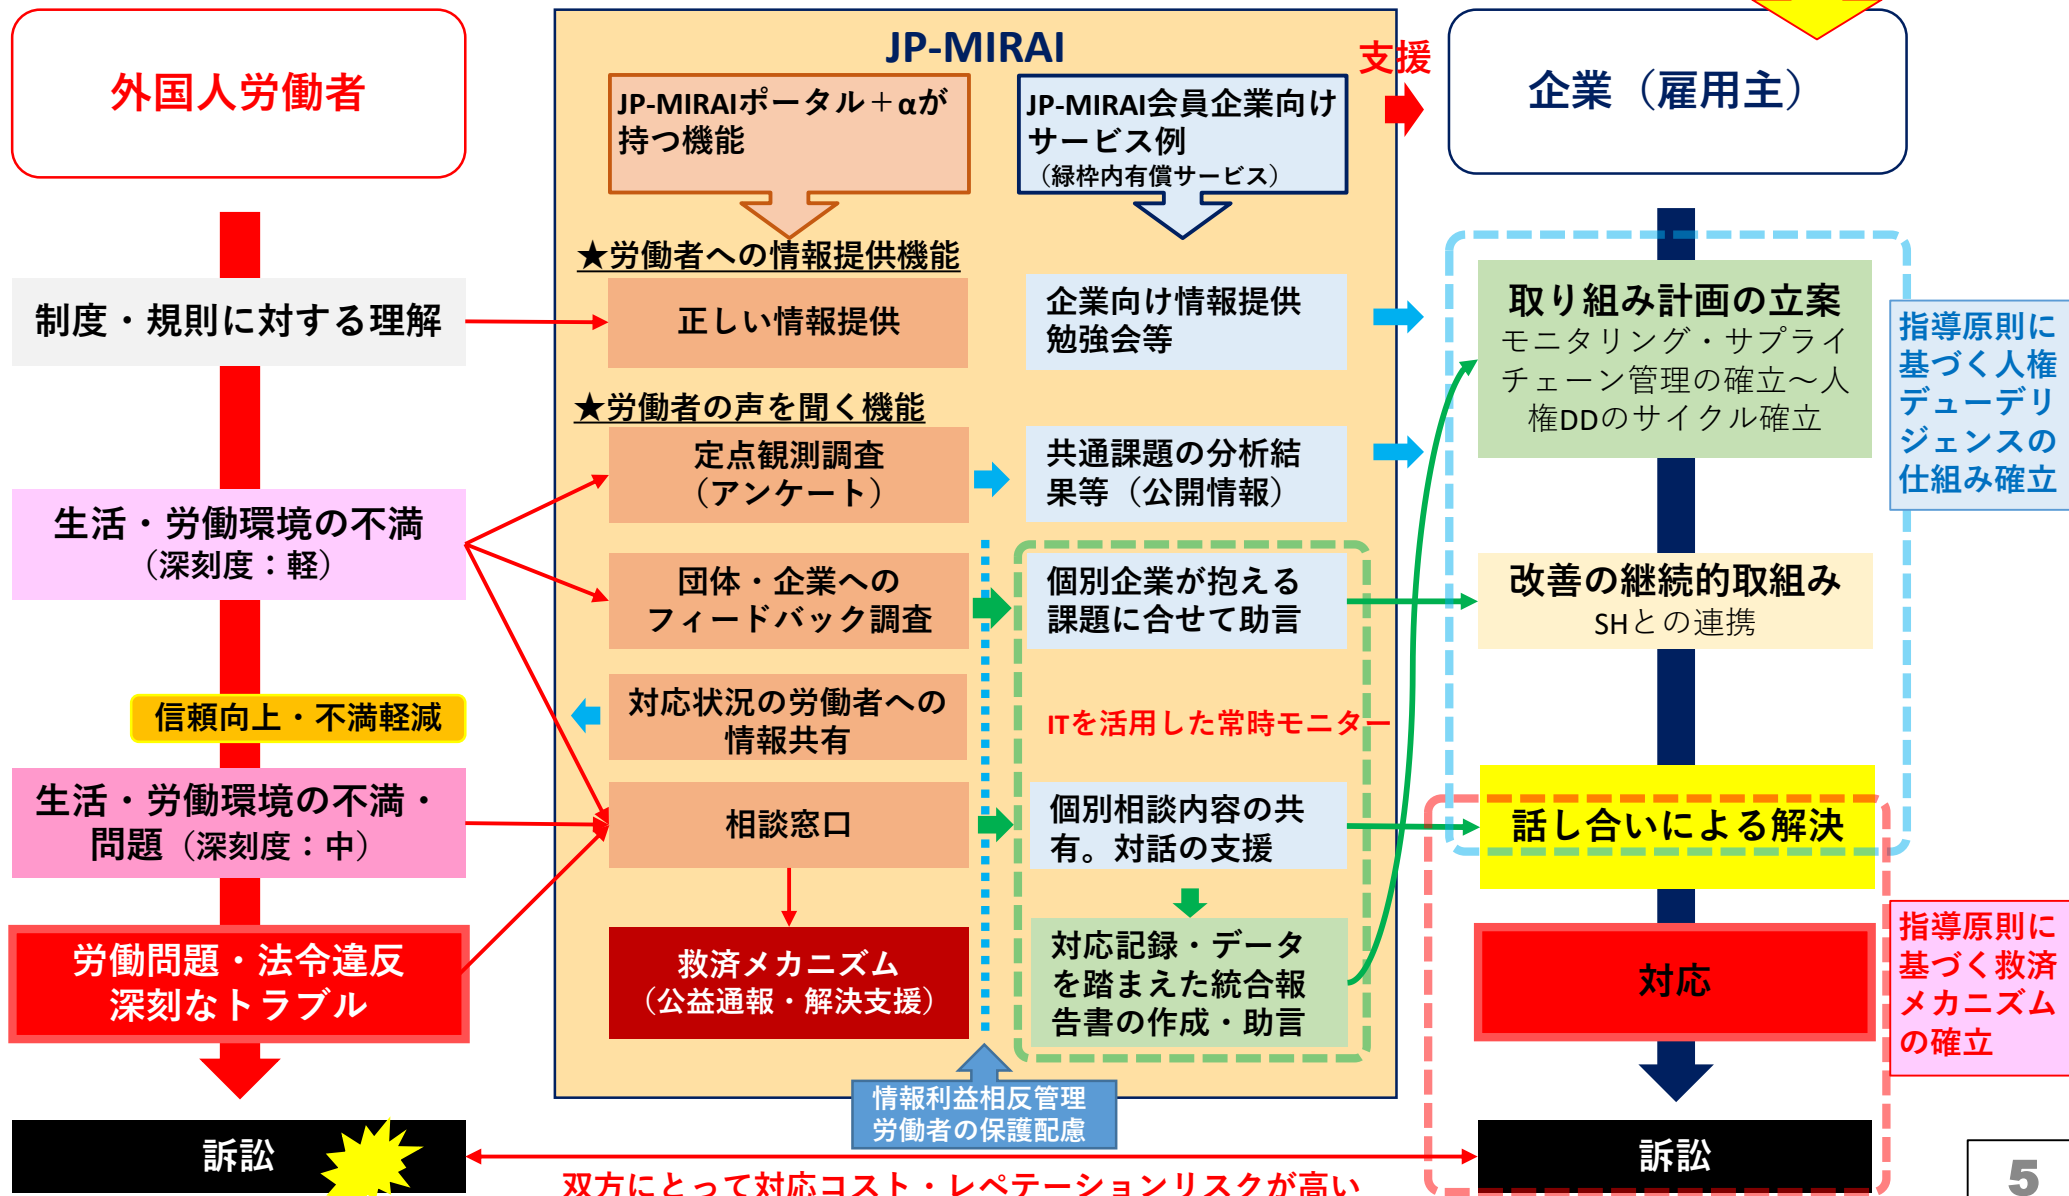 外国人労働者
制度・規則に対する理解
生活・労働環境の不満
（深刻度：軽）
信頼向上・不満軽減
生活・労働環境の不満・
問題（深刻度：中）
労働問題・法令違反
深刻なトラブル
訴訟
JP-MIRAI
JP-MIRAIポータル＋αが
持つ機能
★労働者への情報提供機能
正しい情報提供
★労働者の声を聞く機能
定点観測調査
（アンケート）
団体・企業への
フィードバック調査
対応状況の労働者への
情報共有
相談窓口
救済メカニズム
（公益通報・解決支援）
JP-MIRAI会員企業向け
サービス例
（緑枠内有償サービス）
企業向け情報提供
勉強会等
共通課題の分析結
果等（公開情報）
個別企業が抱える
課題に合せて助言
ITを活用した常時モニター
個別相談内容の共
有。対話の支援
対応記録・データ
を踏まえた統合報
告書の作成・助言
情報利益相反管理
労働者の保護配慮
双方にとって対応コスト・レペテーションリスクが高い
支援
企業（雇用主）
取り組み計画の立案
モニタリング・サプライ
チェーン管理の確立～人
権DDのサイクル確立
改善の継続的取組み
SHとの連携
話し合いによる解決
対応
訴訟
指導原則に
基づく人権
デューデリ
ジェンスの
仕組み確立
指導原則に
基づく救済
メカニズム
の確立
5